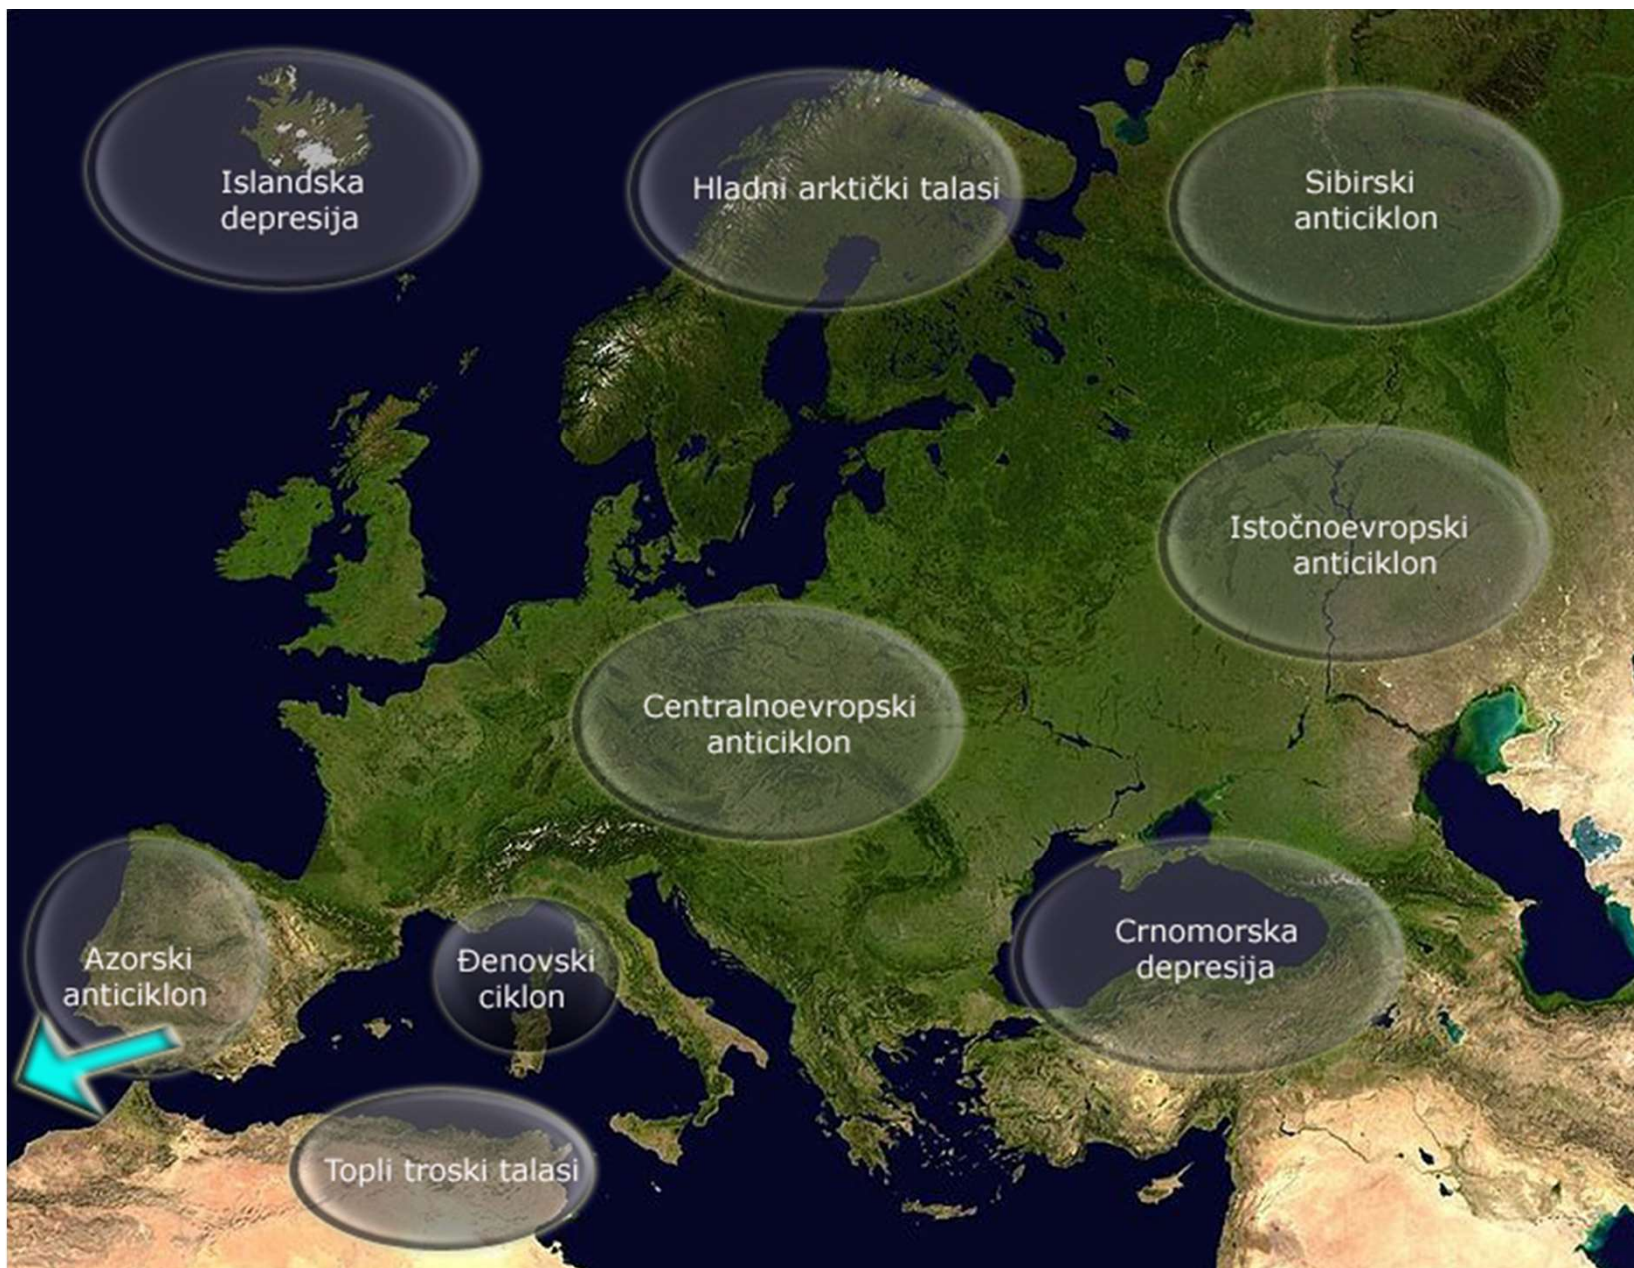 Islandska
depresija
Hladni arktički talasi
Sibirski
anticiklon
Istočnoevropski
anticiklon
Centralnoevropski
anticiklon
Azorski
anticiklon
Đenovski
ciklon
Crnomorska
depresija
Topli troski talasi